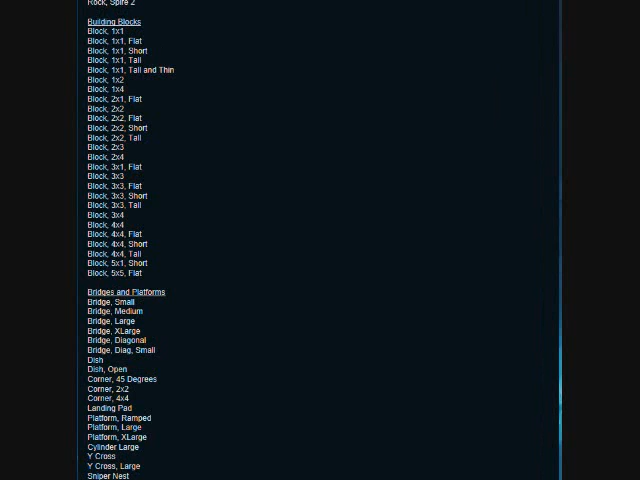 Rock, Spire 2
Building Blocks
Block, 1x1
Block, 1x1, Flat
Block, 1x1, Short
Block, 1x1, Tall
Block, 1x1, Tall and Thin
Block, 1x2
Block, 1x4
Block, 2x1, Flat
Block, 2x2
Block, 2x2, Flat
Block, 2x2, Short
Block, 2x2, Tall
Block, 2x3
Block, 2x4
Block, 3x1, Flat
Block, 3x3
Block, 3x3, Flat
Block, 3x3, Short
Block, 3x3, Tall
Block, 3x4
Block, 4x4
Block, 4x4, Flat
Block, 4x4, Short
Block, 4x4, Tall
Block, 5x1, Short
Block, 5x5, Flat
Bridges and Platforms
Bridge, Small
Bridge, Medium
Bridge, Large
Bridge, XLarge
Bridge, Diagonal
Bridge, Diag, Small
Dish
Dish, Open
Corner, 45 Degrees
Corner, 2x2
Corner, 4x4
Landing Pad
Platform, Ramped
Platform, Large
Platform, XLarge
Cylinder Large
Y Cross
Y Cross, Large
Sniper Nest